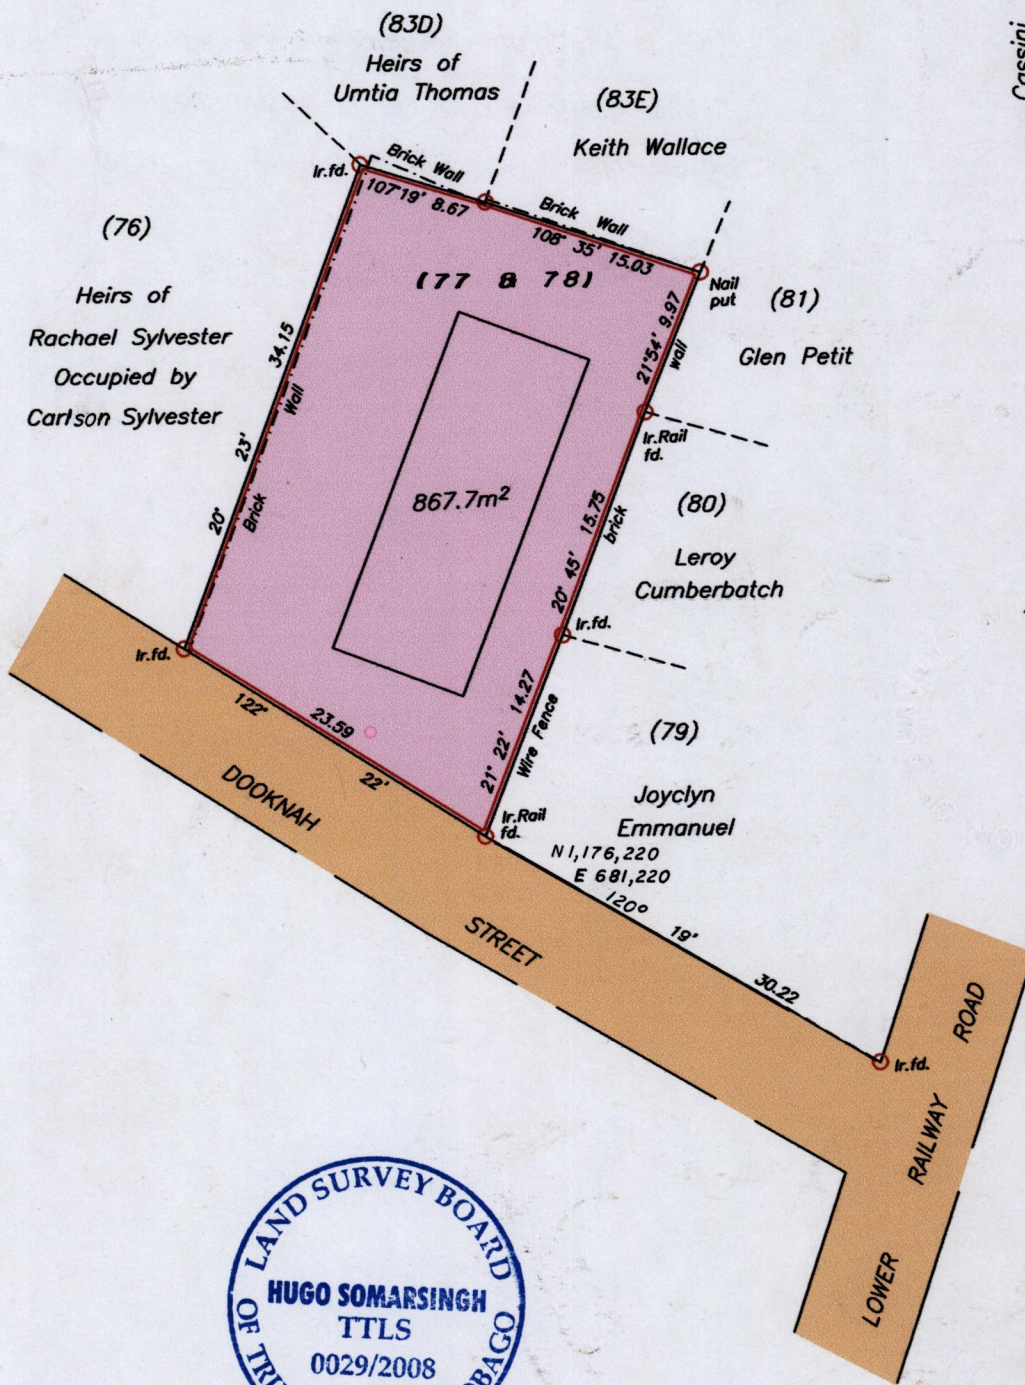 (83D)
Heirs of
Umtia Thomas
(83E)
Keith Wallace
Cassini
(76)
Heirs of
Rachael Sylvester
Occupied by
Carlson Sylvester
Ir.fd.
Brick Wall
107°19' 8.67
Brick Wall
108° 35' 15.03
(77 & 78)
Nail
put
(81)
Glen Petit
21°54' 9.97
wall
Ir.Rail
fd.
20° 23' 34.15
Brick Wall
867.7m²
20° 45' 15.75
brick
(80)
Leroy
Cumberbatch
Ir.fd.
Ir.fd.
21° 22' 14.27
Wire Fence
(79)
Joyclyn
Emmanuel
122° 23.59 22'
Ir.Rail
fd.
N 1,176,220
E 681,220
120° 19' 30.22
DOOKNAH STREET
Ir.fd.
LOWER RAILWAY ROAD
LAND SURVEY BOARD
HUGO SOMARSINGH
TTLS
0029/2008
OF